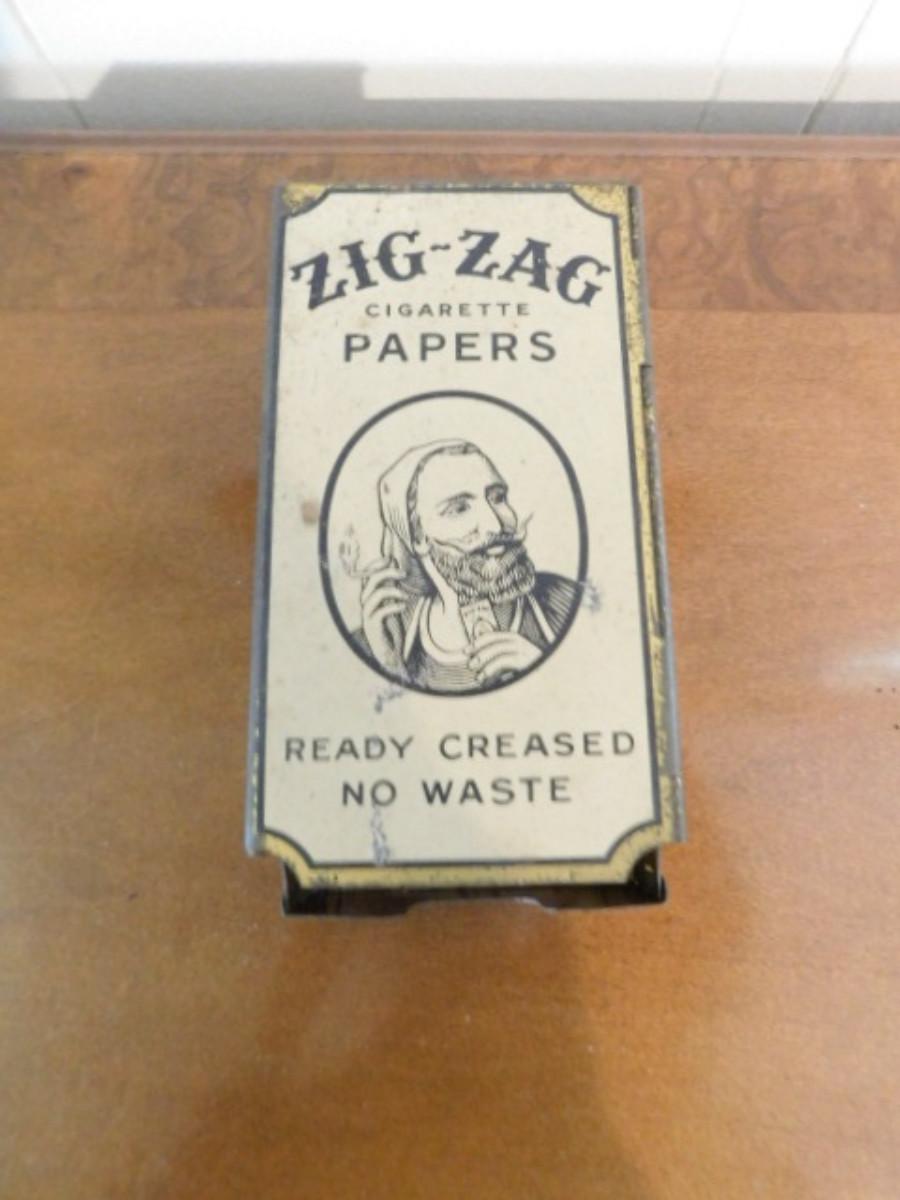 ZIG-ZAG
CIGARETTE
PAPERS
READY CREASED
NO WASTE